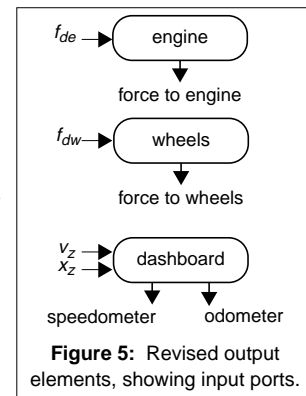 f_de engine
force to engine
f_dw wheels
force to wheels
v_z
x_z dashboard
speedometer odometer
Figure 5: Revised output
elements, showing input ports.